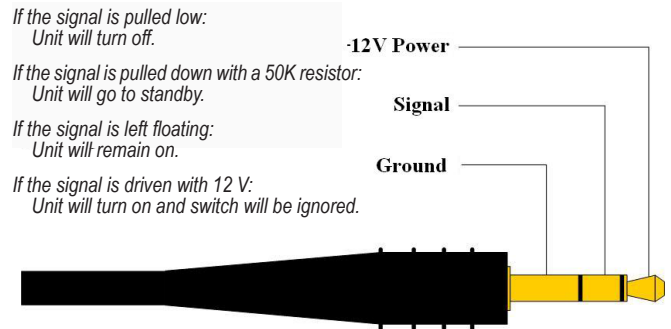 If the signal is pulled low:
Unit will turn off.
If the signal is pulled down with a 50K resistor:
Unit will go to standby.
If the signal is left floating:
Unit will remain on.
If the signal is driven with 12 V:
Unit will turn on and switch will be ignored.
-12V Power
Signal
Ground